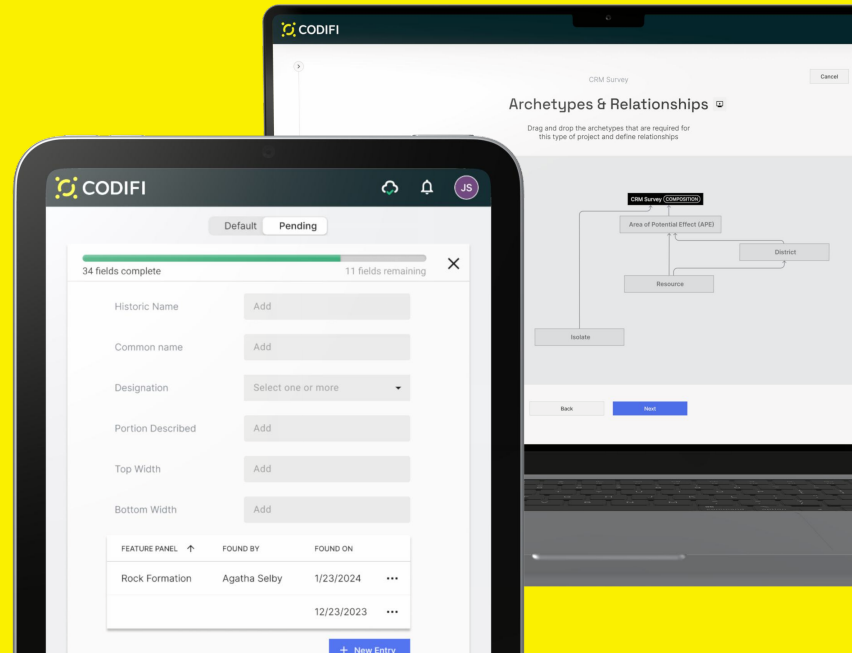 CODIFI
CRM Survey
Cancel
Archetypes & Relationships
Drag and drop the archetypes that are required for
this type of project and define relationships
CRM Survey COMPOSITION
Area of Potential Effect (APE)
District
Resource
Isolate
Back
Next
CODIFI
JS
Default
Pending
34 fields complete
11 fields remaining
Historic Name
Add
Common name
Add
Designation
Select one or more
Portion Described
Add
Top Width
Add
Bottom Width
Add
FEATURE PANEL
FOUND BY
FOUND ON
Rock Formation
Agatha Selby
1/23/2024
12/23/2023
+ New Entry